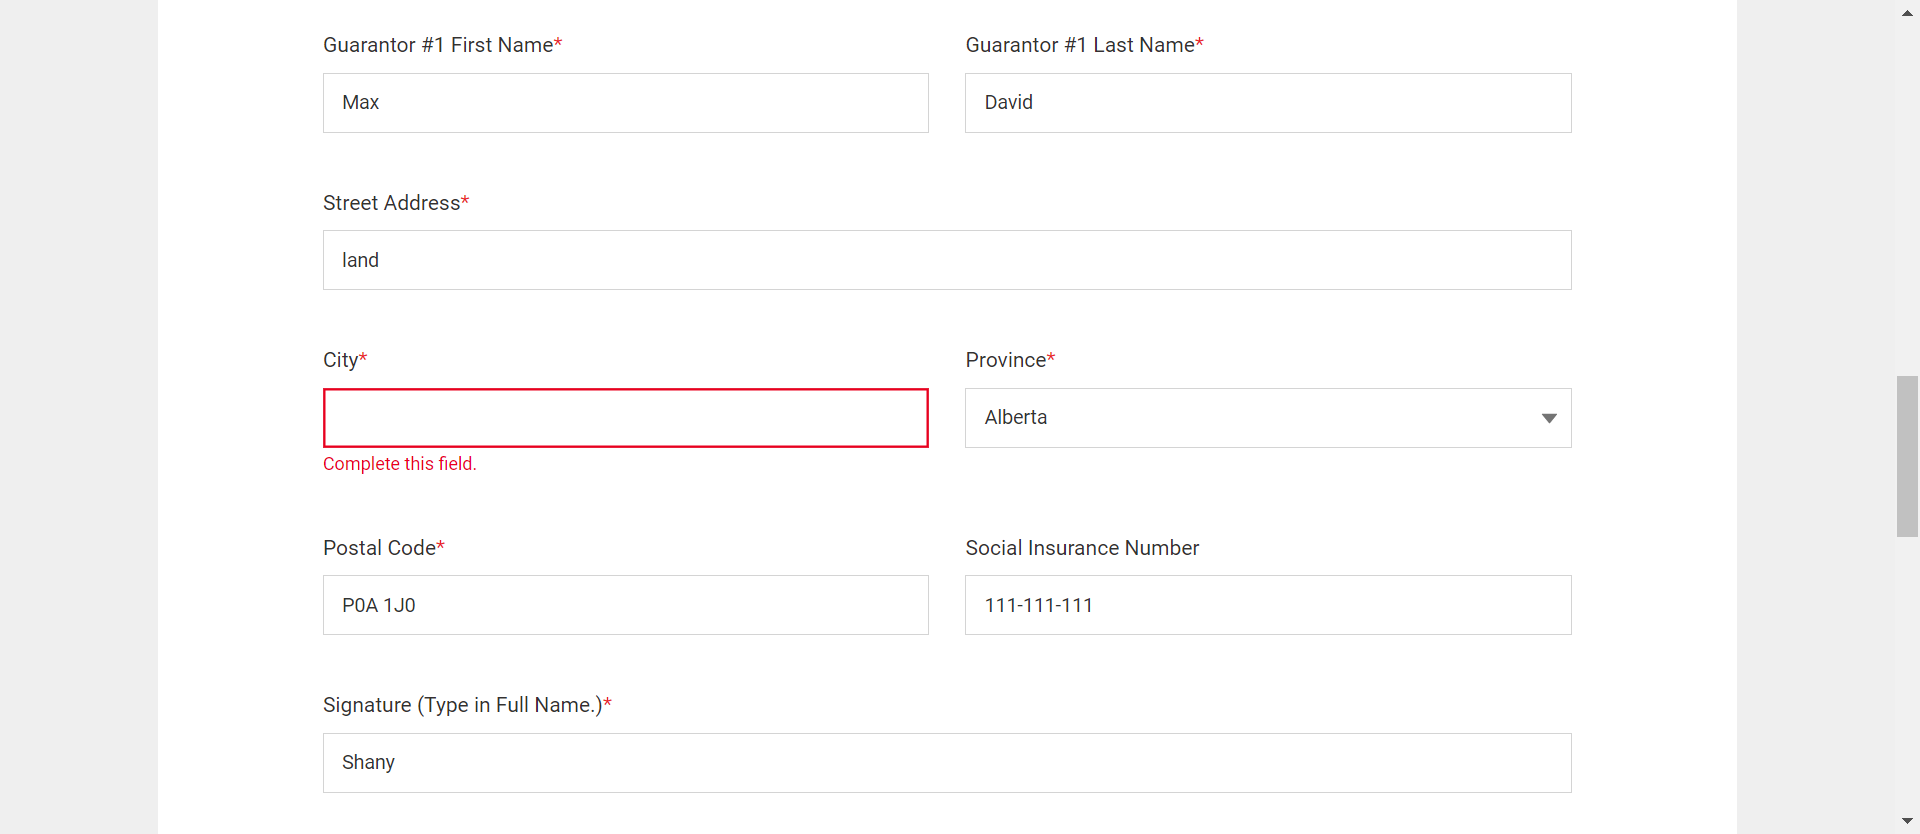 Guarantor #1 First Name*
Guarantor #1 Last Name*
Max
David
Street Address*
land
City*
Province*
Alberta
Complete this field.
Postal Code*
Social Insurance Number
P0A 1J0
111-111-111
Signature (Type in Full Name.)*
Shany